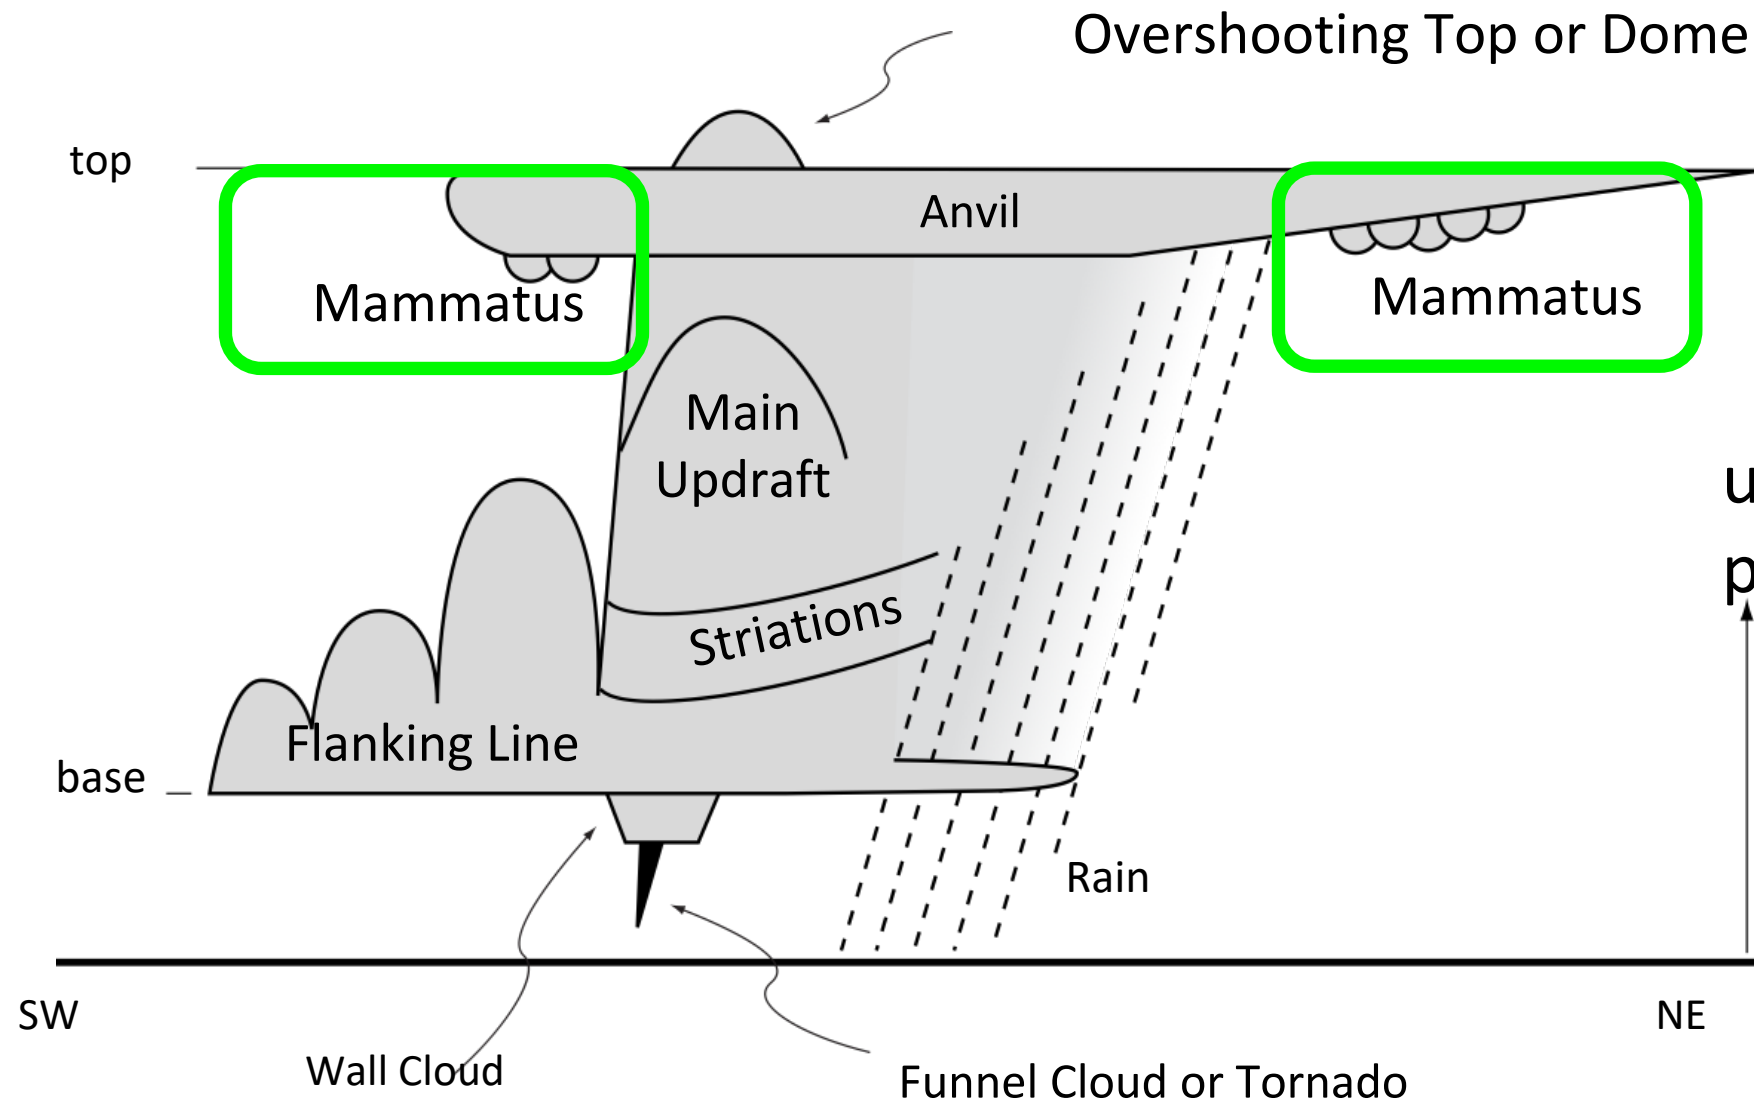 Overshooting Top or Dome
top
Anvil
Mammatus
Mammatus
Main
Updraft
u
p
Striations
Flanking Line
base
Rain
SW
NE
Wall Cloud
Funnel Cloud or Tornado